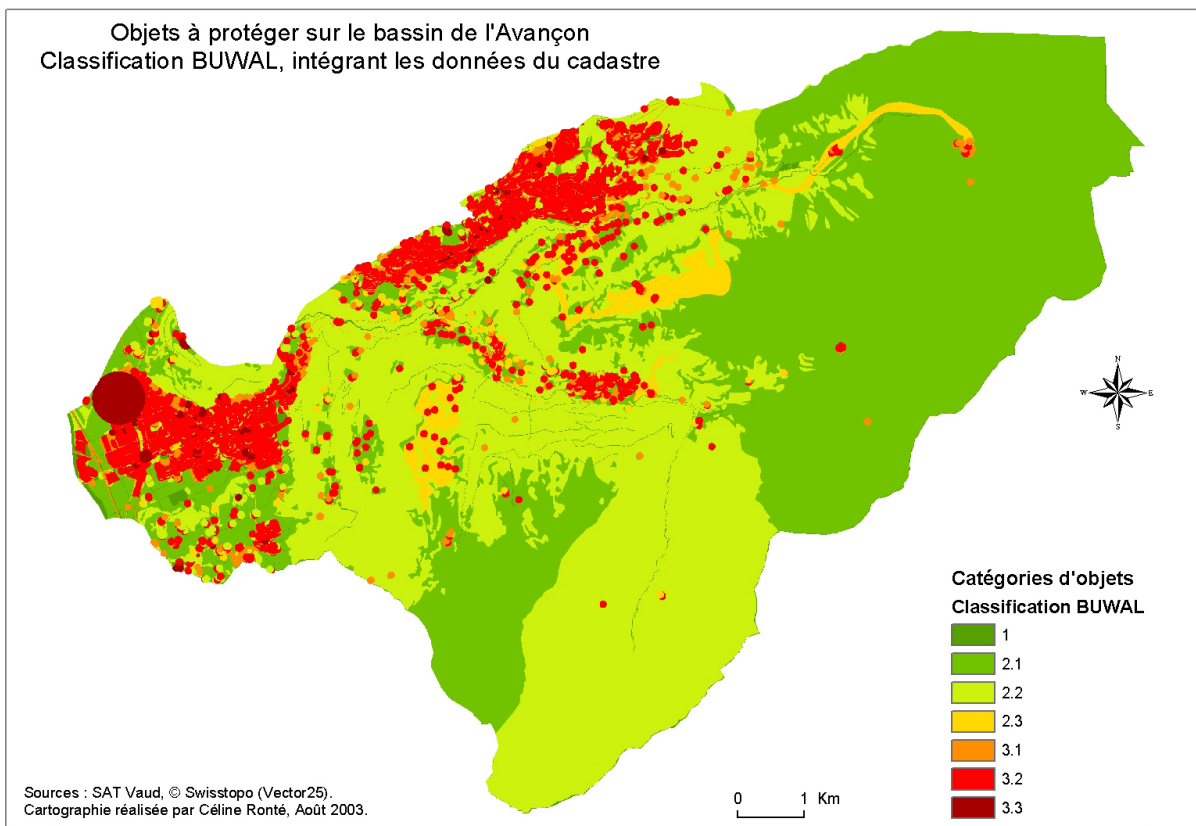 Objets à protéger sur le bassin de l'Avançon
Classification BUWAL, intégrant les données du cadastre
N
W
E
S
Catégories d'objets
Classification BUWAL
1
2.1
2.2
2.3
3.1
3.2
3.3
Sources : SAT Vaud, © Swisstopo (Vector25).
Cartographie réalisée par Céline Ronté, Août 2003.
0 1 Km